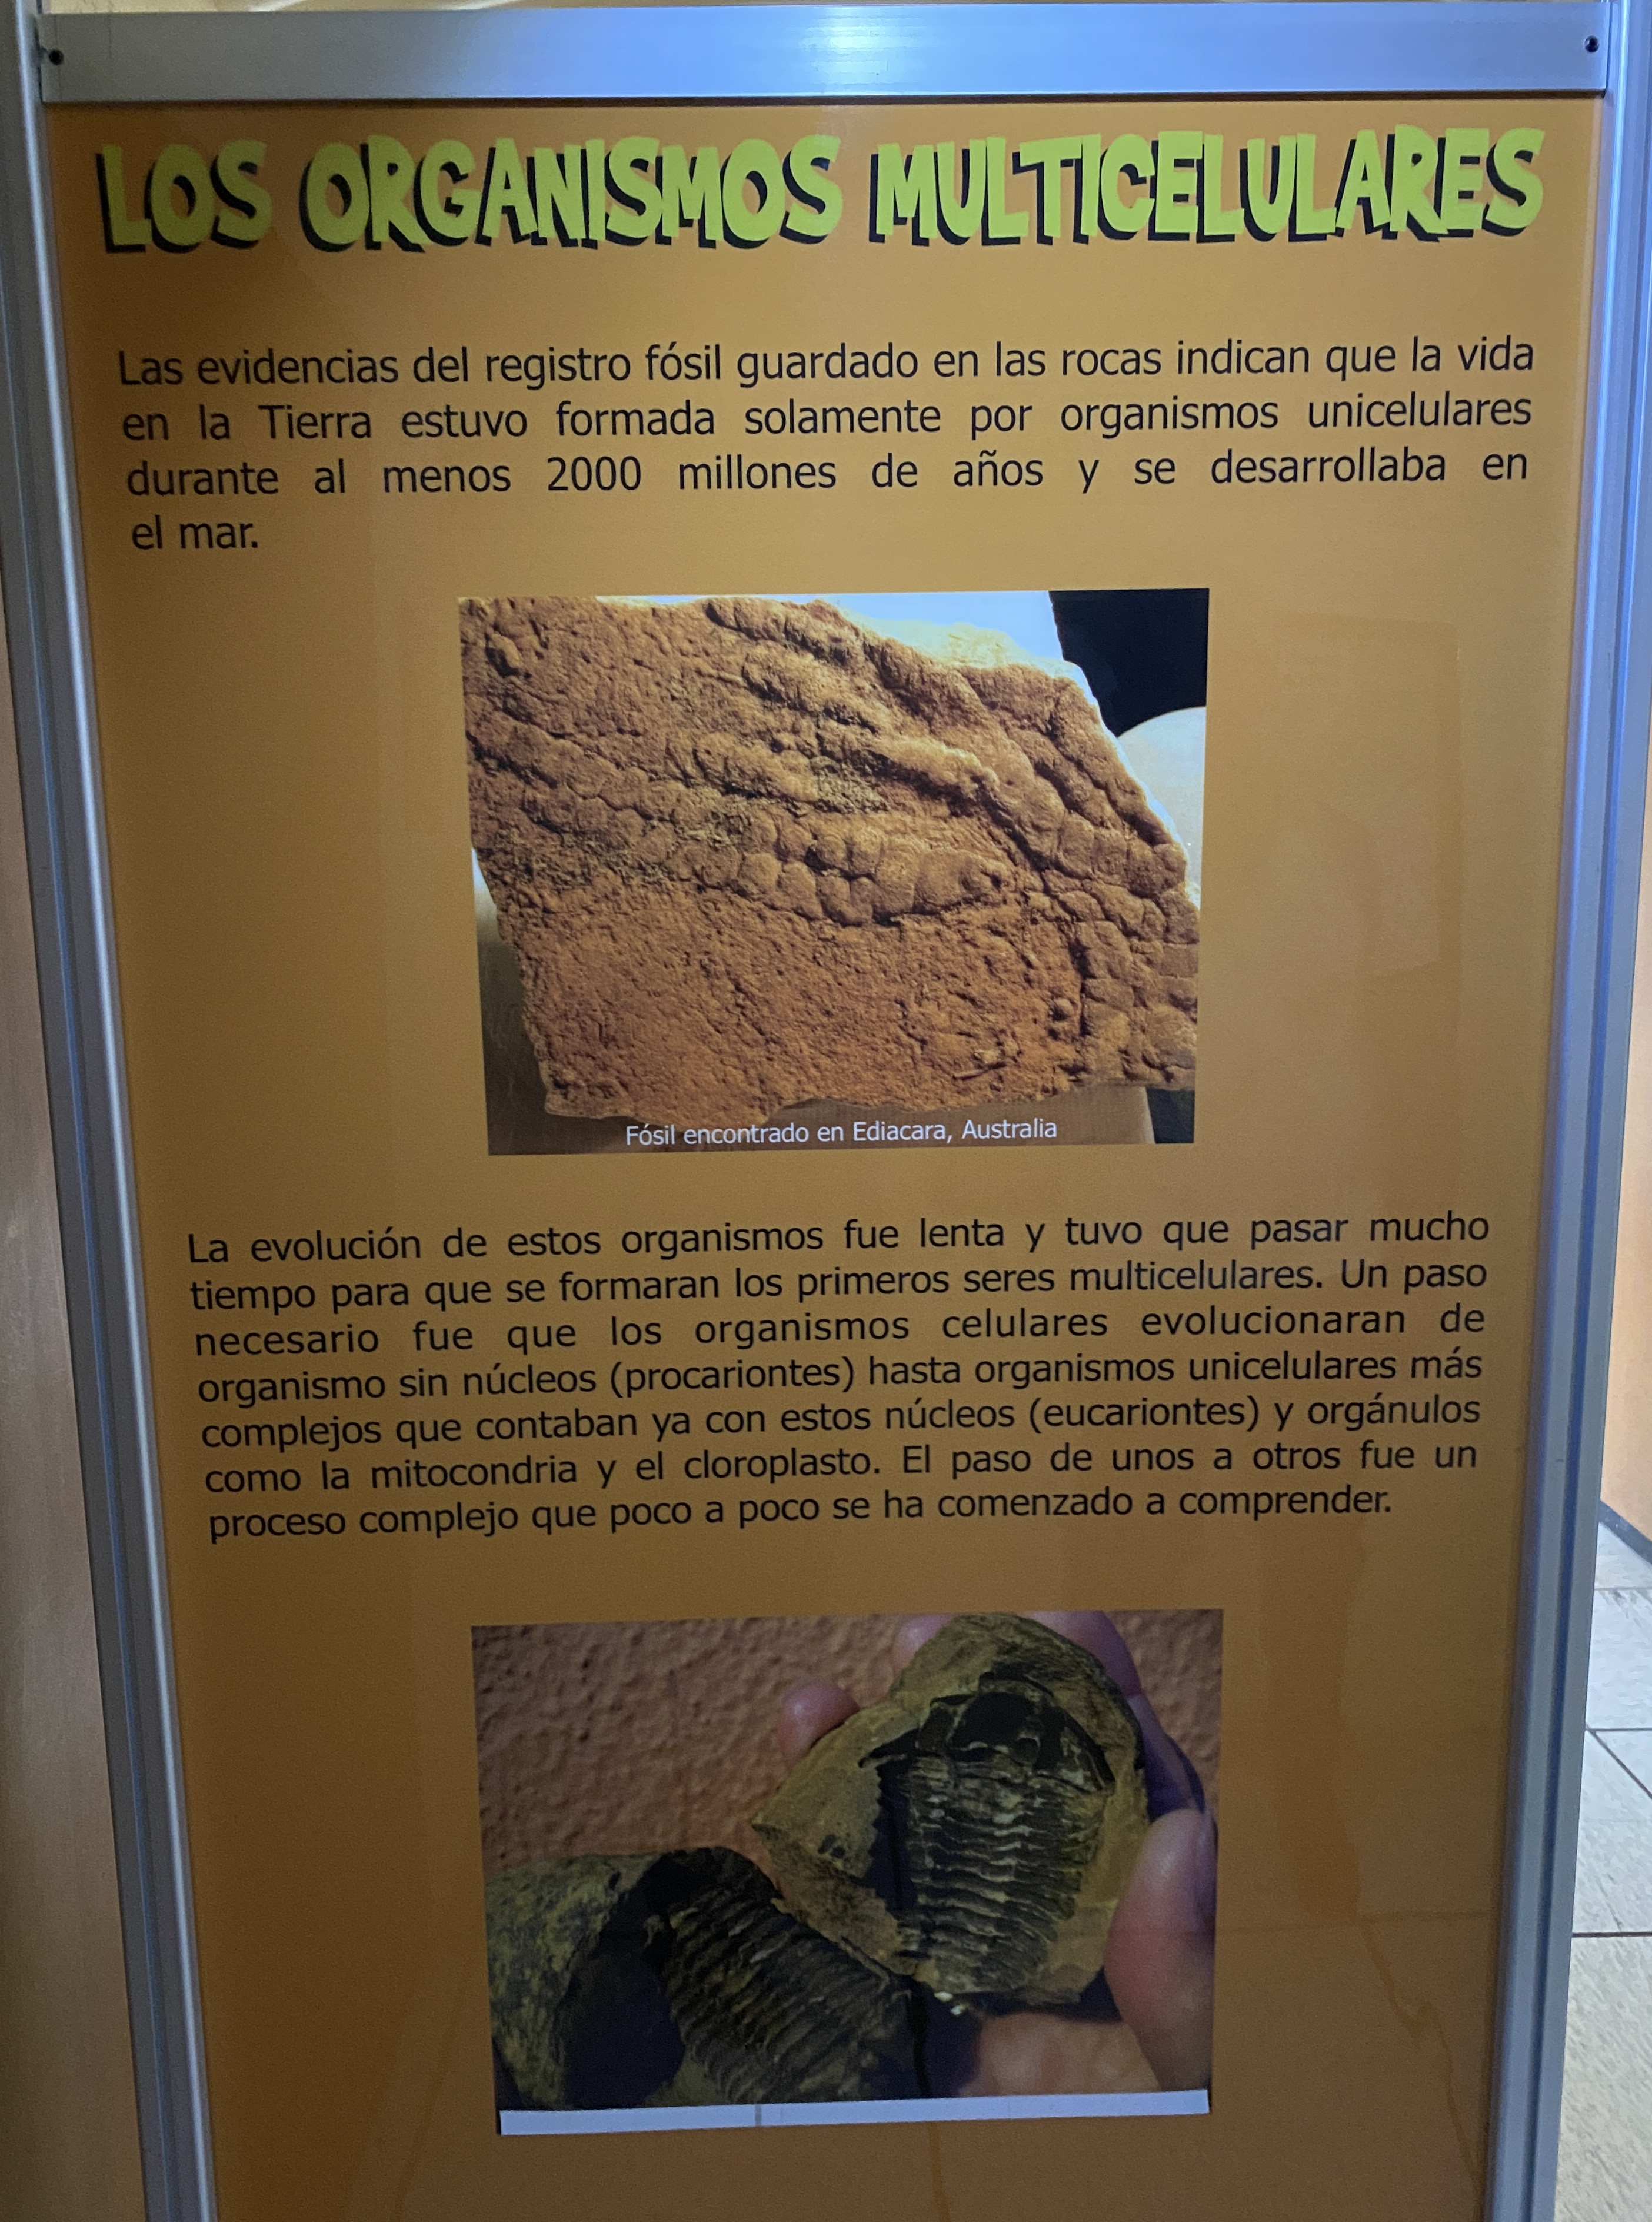 LOS ORGANISMOS MULTICELULARES
Las evidencias del registro fósil guardado en las rocas indican que la vida
en la Tierra estuvo formada solamente por organismos unicelulares
durante al menos 2000 millones de años y se desarrollaba en
el mar.
Fósil encontrado en Ediacara, Australia
La evolución de estos organismos fue lenta y tuvo que pasar mucho
tiempo para que se formaran los primeros seres multicelulares. Un paso
necesario fue que los organismos celulares evolucionaran de
organismo sin núcleos (procariontes) hasta organismos unicelulares más
complejos que contaban ya con estos núcleos (eucariontes) y orgánulos
como la mitocondria y el cloroplasto. El paso de unos a otros fue un
proceso complejo que poco a poco se ha comenzado a comprender.